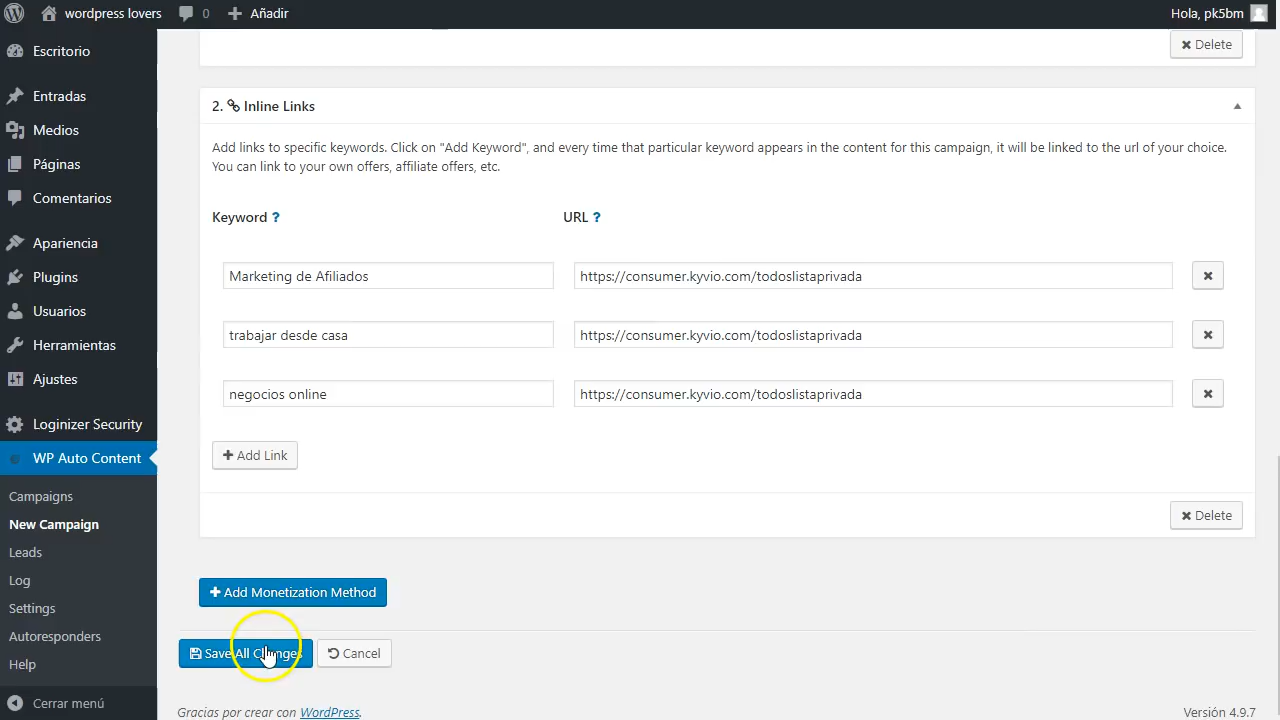 wordpress lovers 0 Añadir Hola, pk5bm
Escritorio
Entradas
Medios
Páginas
Comentarios
Apariencia
Plugins
Usuarios
Herramientas
Ajustes
Loginizer Security
WP Auto Content
Campaigns
New Campaign
Leads
Log
Settings
Autoresponders
Help
Cerrar menú
Delete
2. Inline Links
Add links to specific keywords. Click on "Add Keyword", and every time that particular keyword appears in the content for this campaign, it will be linked to the url of your choice.
You can link to your own offers, affiliate offers, etc.
Keyword ? URL ?
Marketing de Afiliados https://consumer.kyvio.com/todoslistaprivada
trabajar desde casa https://consumer.kyvio.com/todoslistaprivada
negocios online https://consumer.kyvio.com/todoslistaprivada
Add Link
Delete
Add Monetization Method
Save All Changes Cancel
Gracias por crear con WordPress. Versión 4.9.7